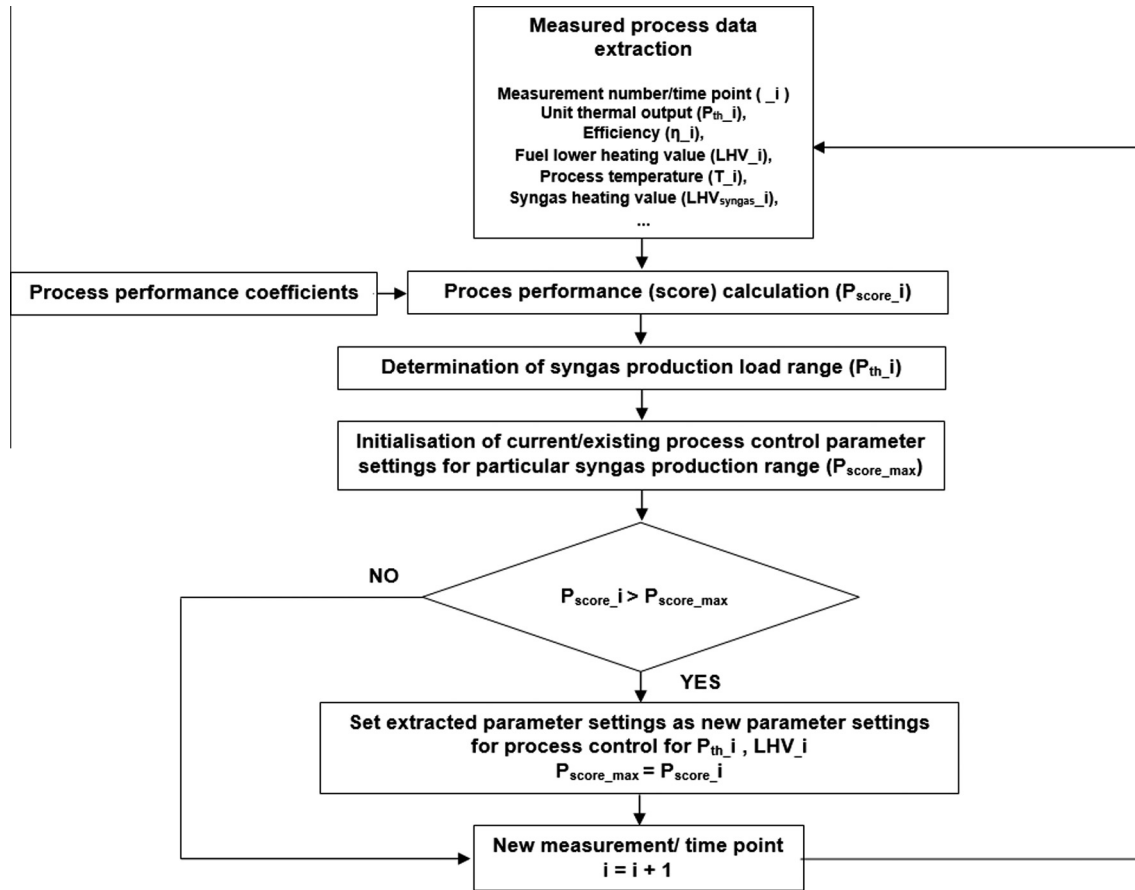 Measured process data
extraction
Measurement number/time point ( _i )
Unit thermal output (Pth_i),
Efficiency (η_i),
Fuel lower heating value (LHV_i),
Process temperature (T_i),
Syngas heating value (LHVsyngas_i),
...
Process performance coefficients
Proces performance (score) calculation (Pscore_i)
Determination of syngas production load range (Pth_i)
Initialisation of current/existing process control parameter
settings for particular syngas production range (Pscore_max)
NO
Pscore_i > Pscore_max
YES
Set extracted parameter settings as new parameter settings
for process control for Pth_i , LHV_i
Pscore_max = Pscore_i
New measurement/ time point
i = i + 1